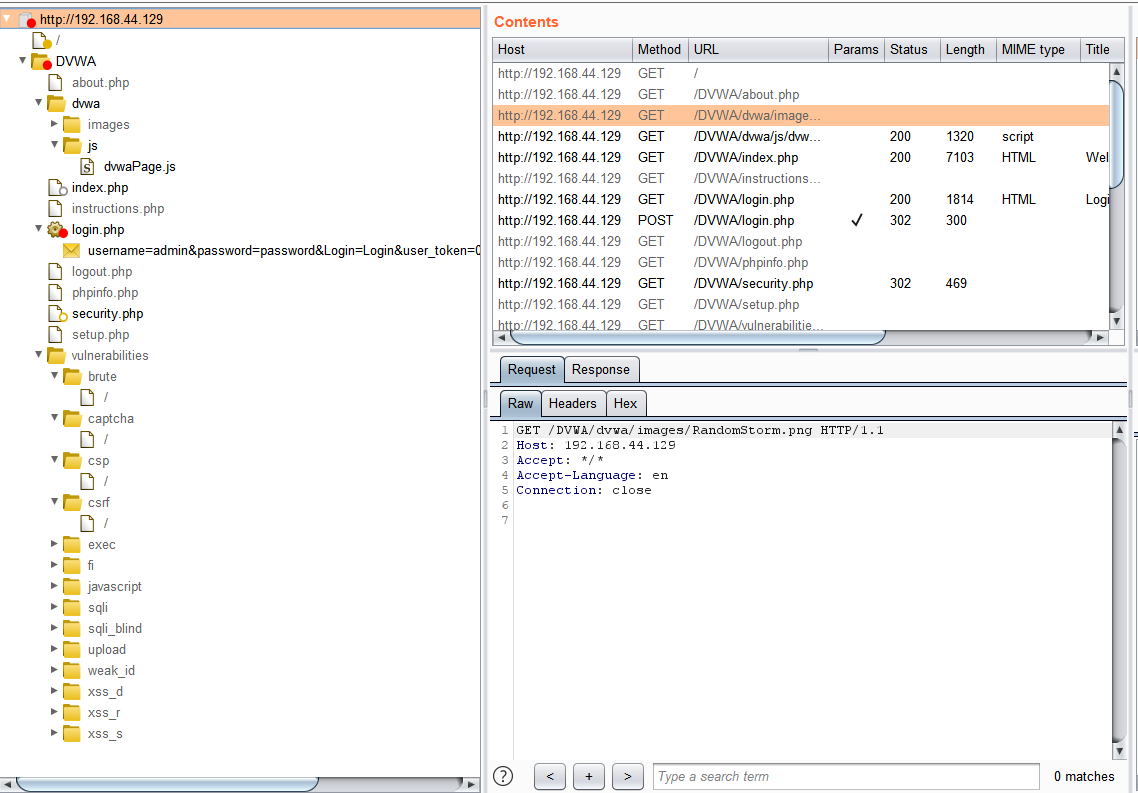 http://192.168.44.129
/
DVWA
about.php
dvwa
images
js
dvwaPage.js
index.php
instructions.php
login.php
username=admin&password=password&Login=Login&user_token=0
logout.php
phpinfo.php
security.php
setup.php
vulnerabilities
brute
/
captcha
/
csp
/
csrf
/
exec
fi
javascript
sqli
sqli_blind
upload
weak_id
xss_d
xss_r
xss_s
Contents
Host Method URL Params Status Length MIME type Title
http://192.168.44.129 GET /
http://192.168.44.129 GET /DVWA/about.php
http://192.168.44.129 GET /DVWA/dvwa/image...
http://192.168.44.129 GET /DVWA/dvwa/js/dvw... 200 1320 script
http://192.168.44.129 GET /DVWA/index.php 200 7103 HTML Wel
http://192.168.44.129 GET /DVWA/instructions...
http://192.168.44.129 GET /DVWA/login.php 200 1814 HTML Logi
http://192.168.44.129 POST /DVWA/login.php ✓ 302 300
http://192.168.44.129 GET /DVWA/logout.php
http://192.168.44.129 GET /DVWA/phpinfo.php
http://192.168.44.129 GET /DVWA/security.php 302 469
http://192.168.44.129 GET /DVWA/setup.php
http://192.168.44.129 GET /DVWA/vulnerabilitie...
Request Response
Raw Headers Hex
1 GET /DVWA/dvwa/images/RandomStorm.png HTTP/1.1
2 Host: 192.168.44.129
3 Accept: */*
4 Accept-Language: en
5 Connection: close
6
7
? < + > Type a search term 0 matches